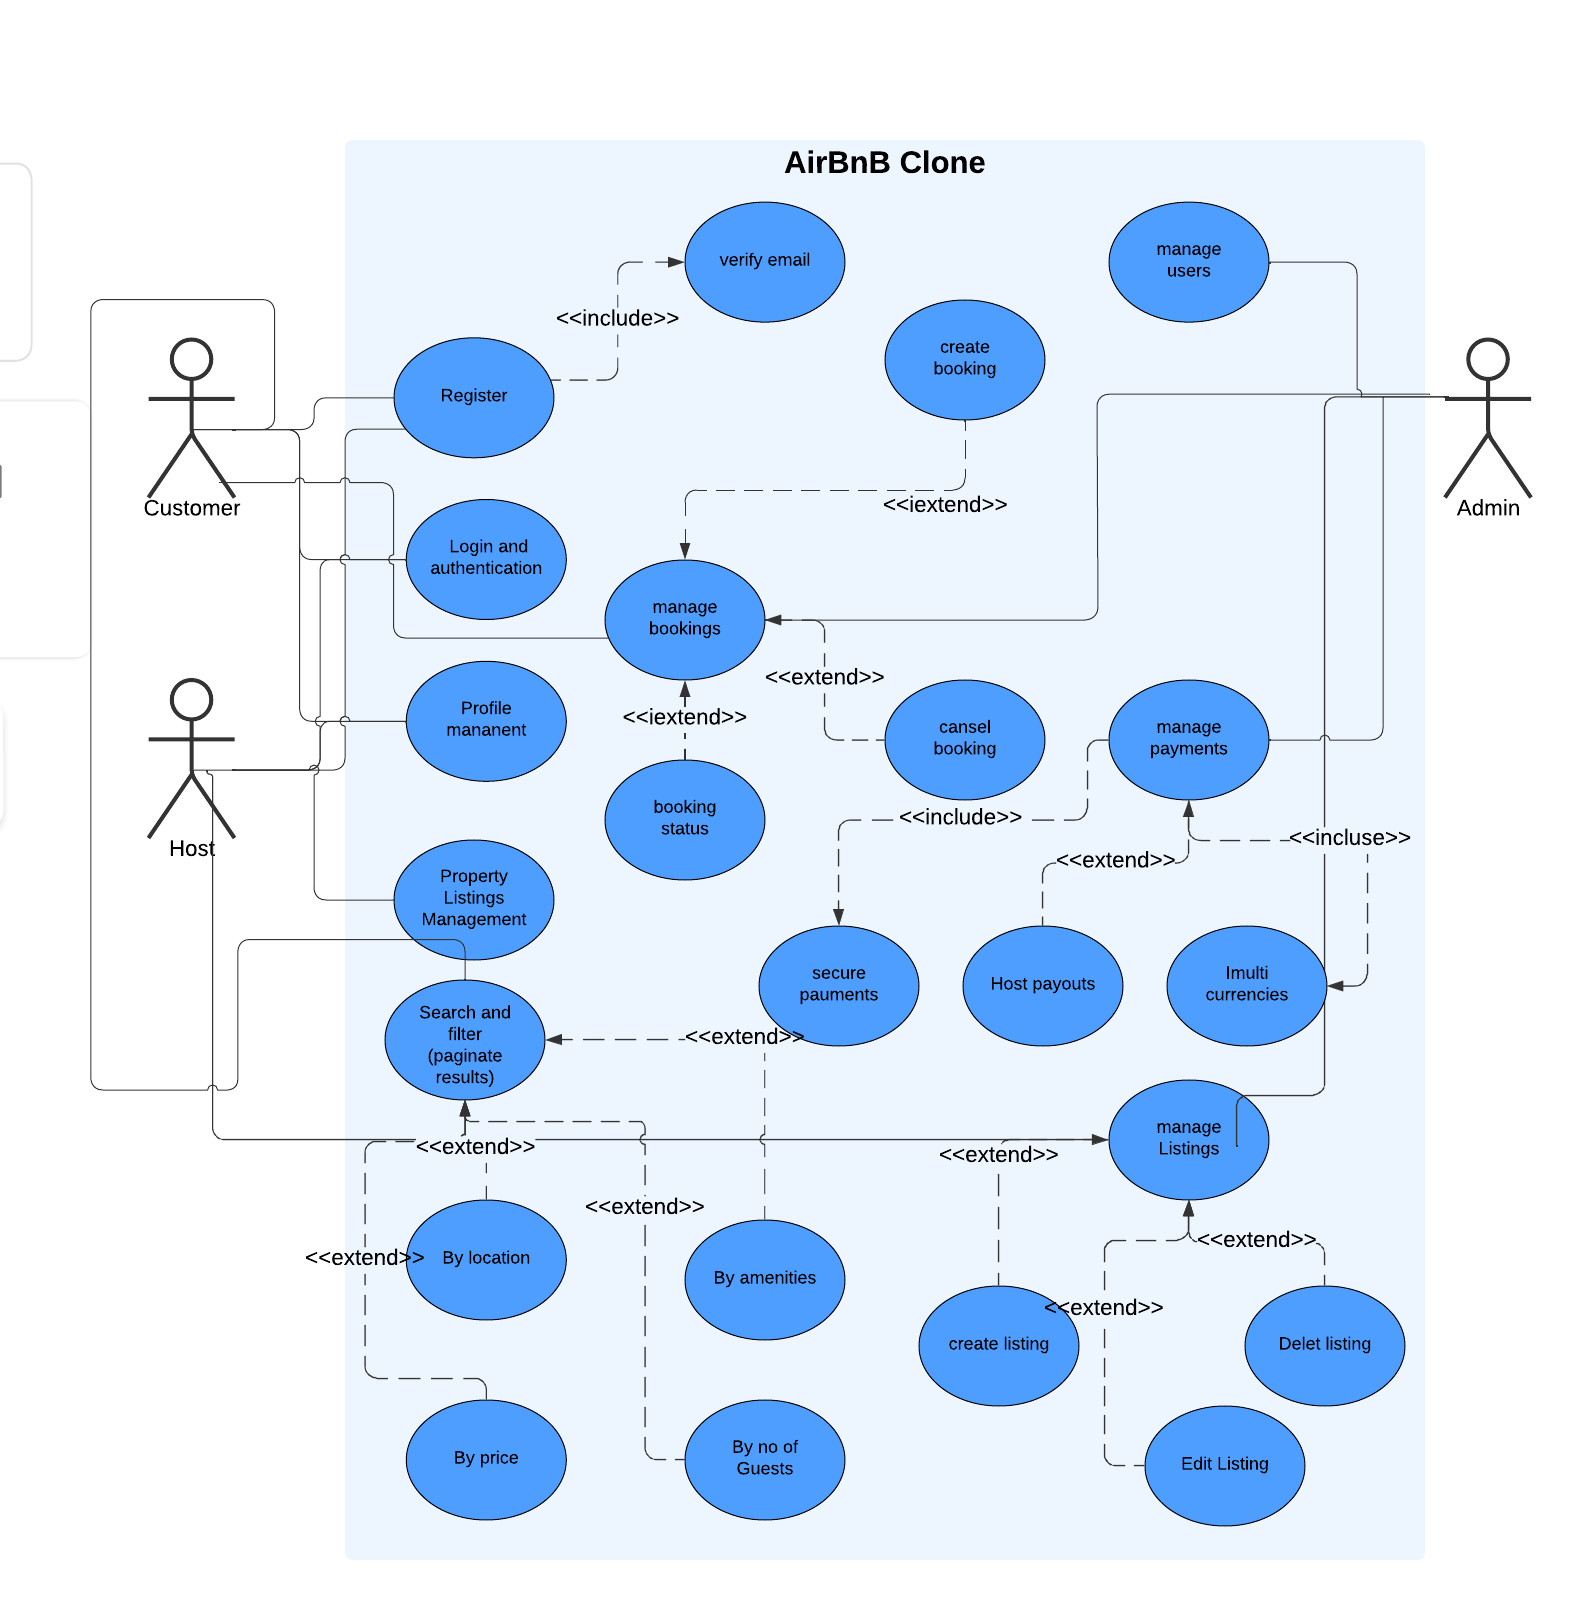 AirBnB Clone
verify email
manage
users
<<include>>
create
booking
Register
Customer
Admin
<<iextend>>
Login and
authentication
manage
bookings
<<extend>>
Profile
mananent
<<iextend>>
cansel
booking
manage
payments
booking
status
<<include>>
<<incluse>>
Host
<<extend>>
Property
Listings
Management
secure
pauments
Host payouts
Imulti
currencies
Search and
filter
(paginate
results)
<<extend>>
manage
Listings
<<extend>>
<<extend>>
<<extend>>
<<extend>>
<<extend>>
By location
By amenities
<<extend>>
create listing
Delet listing
By price
By no of
Guests
Edit Listing